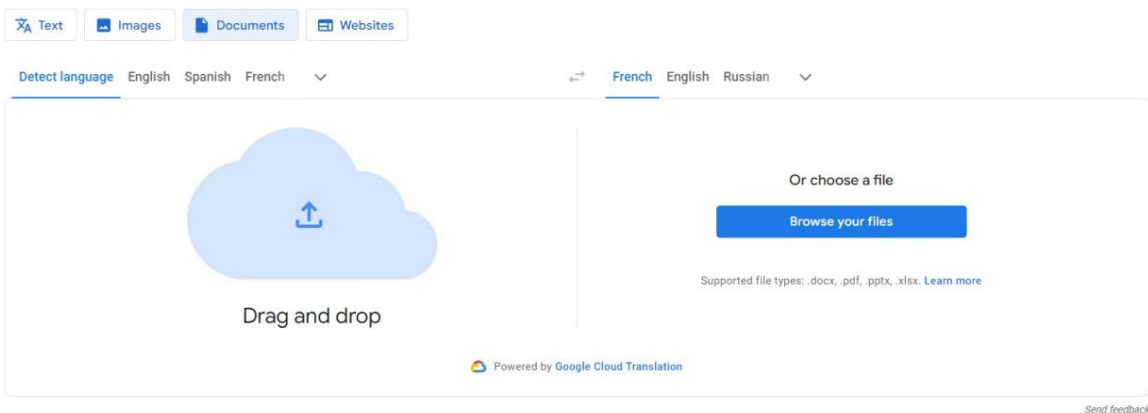 Text Images Documents Websites
Detect language English Spanish French French English Russian
Or choose a file
Browse your files
Supported file types: .docx, .pdf, .pptx, .xlsx. Learn more
Drag and drop
Powered by Google Cloud Translation
Send feedback